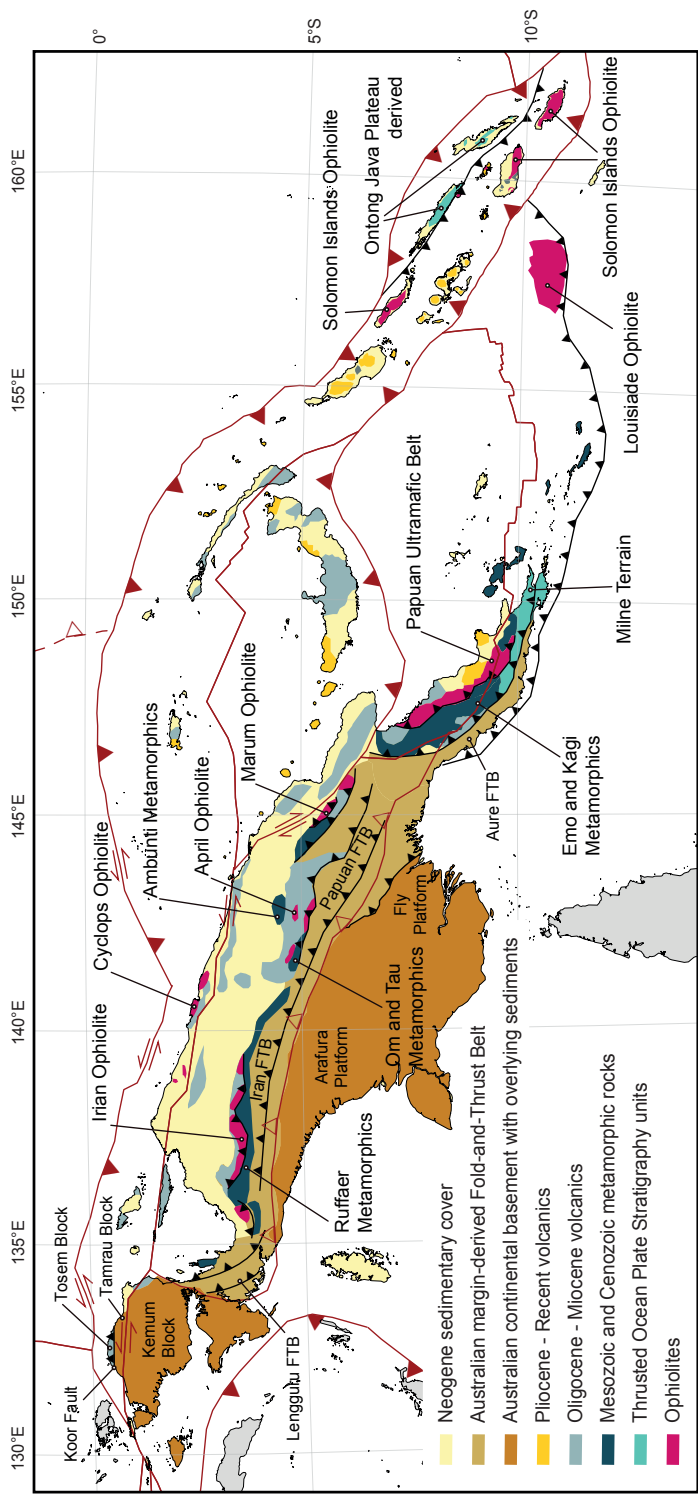 130°E
135°E
140°E
145°E
150°E
155°E
160°E
0°
5°S
10°S
Koor Fault
Tosem Block
Tamrau Block
Kemum
Block
Lengguru FTB
Irian Ophiolite
Cyclops Ophiolite
Ambunti Metamorphics
April Ophiolite
Marum Ophiolite
Ruffaer
Metamorphics
Iran FTB
Arafura
Platform
Om and Tau
Metamorphics
Papuan FTB
Fly
Platform
Aure FTB
Emo and Kagi
Metamorphics
Papuan Ultramafic Belt
Milne Terrain
Louisiade Ophiolite
Solomon Islands Ophiolite
Ontong Java Plateau
derived
Solomon Islands Ophiolite
Neogene sedimentary cover
Australian margin-derived Fold-and-Thrust Belt
Australian continental basement with overlying sediments
Pliocene - Recent volcanics
Oligocene - Miocene volcanics
Mesozoic and Cenozoic metamorphic rocks
Thrusted Ocean Plate Stratigraphy units
Ophiolites